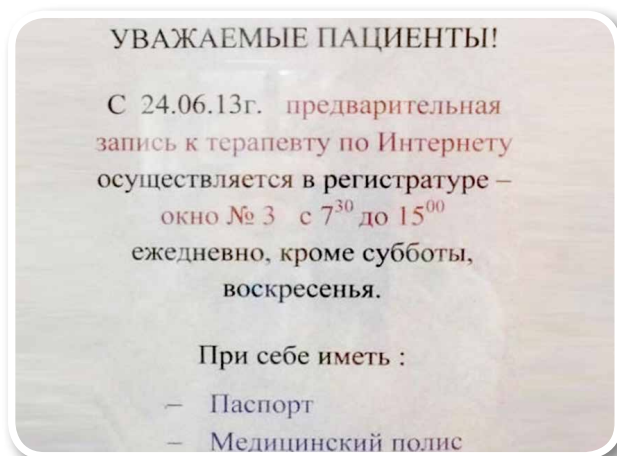 УВАЖАЕМЫЕ ПАЦИЕНТЫ!
С 24.06.13г. предварительная
запись к терапевту по Интернету
осуществляется в регистратуре –
окно № 3 с 7³⁰ до 15⁰⁰
ежедневно, кроме субботы,
воскресенья.
При себе иметь :
– Паспорт
– Медицинский полис